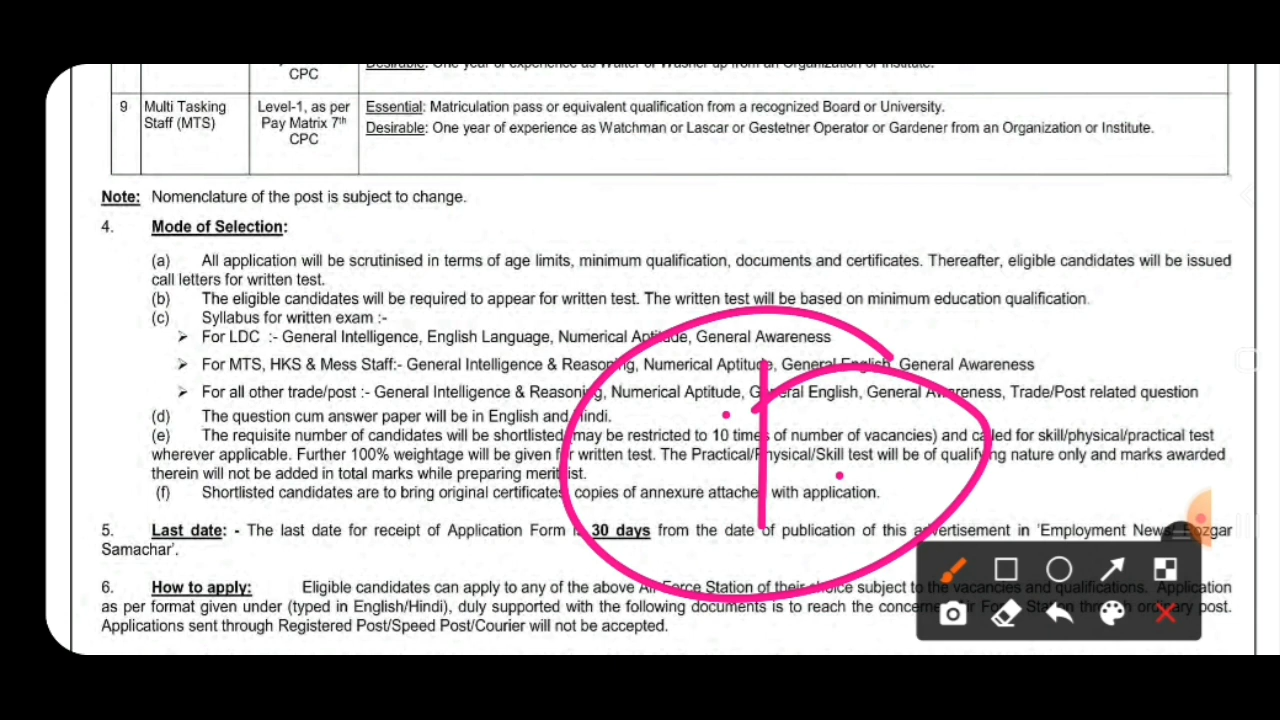 CPC
Desirable: One year of experience as Waiter or Washer up from an Organization or Institute.
9 Multi Tasking Staff (MTS) Level-1, as per Pay Matrix 7th CPC Essential: Matriculation pass or equivalent qualification from a recognized Board or University.
Desirable: One year of experience as Watchman or Lascar or Gestetner Operator or Gardener from an Organization or Institute.
Note: Nomenclature of the post is subject to change.
4. Mode of Selection:
(a) All application will be scrutinised in terms of age limits, minimum qualification, documents and certificates. Thereafter, eligible candidates will be issued
call letters for written test.
(b) The eligible candidates will be required to appear for written test. The written test will be based on minimum education qualification.
(c) Syllabus for written exam :-
➢ For LDC :- General Intelligence, English Language, Numerical Aptitude, General Awareness
➢ For MTS, HKS & Mess Staff:- General Intelligence & Reasoning, Numerical Aptitude, General English, General Awareness
➢ For all other trade/post :- General Intelligence & Reasoning, Numerical Aptitude, General English, General Awareness, Trade/Post related question
(d) The question cum answer paper will be in English and Hindi.
(e) The requisite number of candidates will be shortlisted (may be restricted to 10 times of number of vacancies) and called for skill/physical/practical test
wherever applicable. Further 100% weightage will be given for written test. The Practical/Physical/Skill test will be of qualifying nature only and marks awarded
therein will not be added in total marks while preparing merit list.
(f) Shortlisted candidates are to bring original certificates, copies of annexure attached with application.
5. Last date: - The last date for receipt of Application Form is 30 days from the date of publication of this advertisement in 'Employment News/ Rozgar
Samachar'.
6. How to apply: Eligible candidates can apply to any of the above Air Force Station of their choice subject to the vacancies and qualifications. Application
as per format given under (typed in English/Hindi), duly supported with the following documents is to reach the concerned Air Force Station through ordinary post.
Applications sent through Registered Post/Speed Post/Courier will not be accepted.